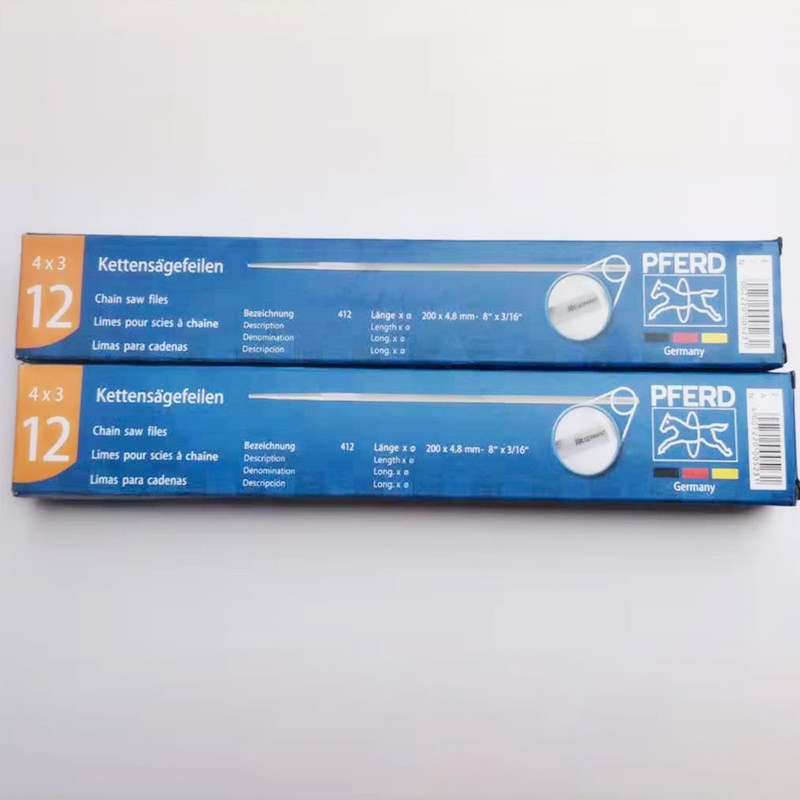 4 x 3
12
Kettensägefeilen
Chain saw files
Limes pour scies à chaîne
Limas para cadenas
Bezeichnung 412 Länge x ø 200 x 4,8 mm - 8" x 3/16"
Description Length x ø
Dénomination Long. x ø
Descripción Long. x ø
PFERD
Germany
4 x 3
12
Kettensägefeilen
Chain saw files
Limes pour scies à chaîne
Limas para cadenas
Bezeichnung 412 Länge x ø 200 x 4,8 mm - 8" x 3/16"
Description Length x ø
Dénomination Long. x ø
Descripción Long. x ø
PFERD
Germany